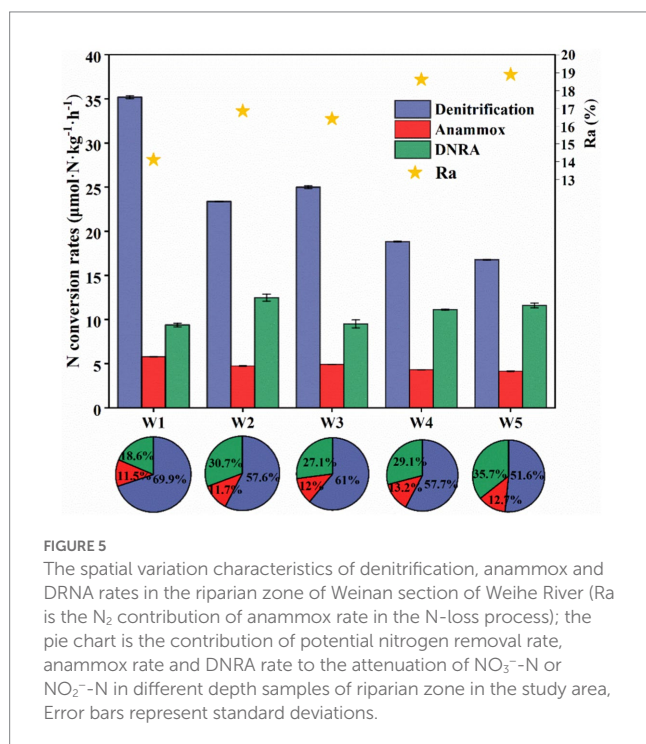 40
35
30
25
20
15
10
5
0
N conversion rates (μmol·N·kg⁻¹·h⁻¹)
20
19
18
17
16
15
14
13
Ra (%)
Denitrification
Anammox
DNRA
Ra
W1 W2 W3 W4 W5
18.6% 11.5% 69.9%
30.7% 11.7% 57.6%
27.1% 12% 61%
29.1% 13.2% 57.7%
35.7% 12.7% 51.6%
FIGURE 5
The spatial variation characteristics of denitrification, anammox and
DRNA rates in the riparian zone of Weinan section of Weihe River (Ra
is the N₂ contribution of anammox rate in the N-loss process); the
pie chart is the contribution of potential nitrogen removal rate,
anammox rate and DNRA rate to the attenuation of NO₃⁻-N or
NO₂⁻-N in different depth samples of riparian zone in the study area,
Error bars represent standard deviations.